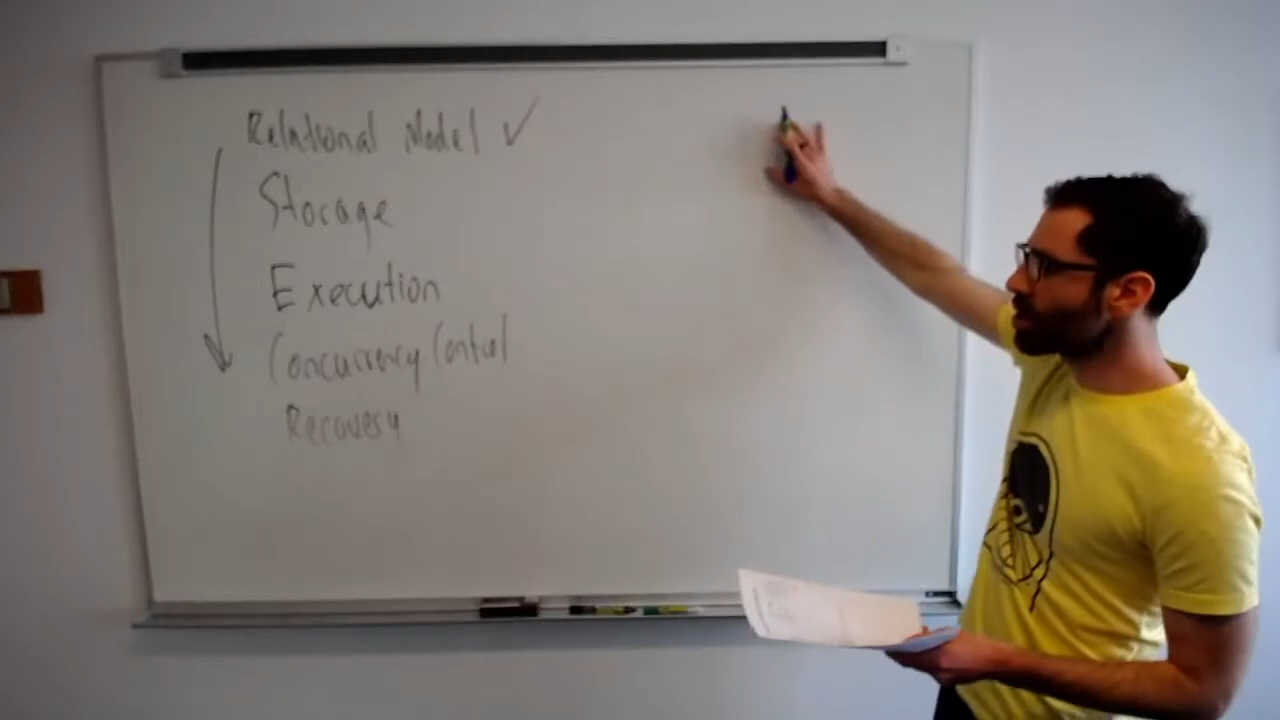 Relational Model ✓
Storage
Execution
Concurrency Control
Recovery